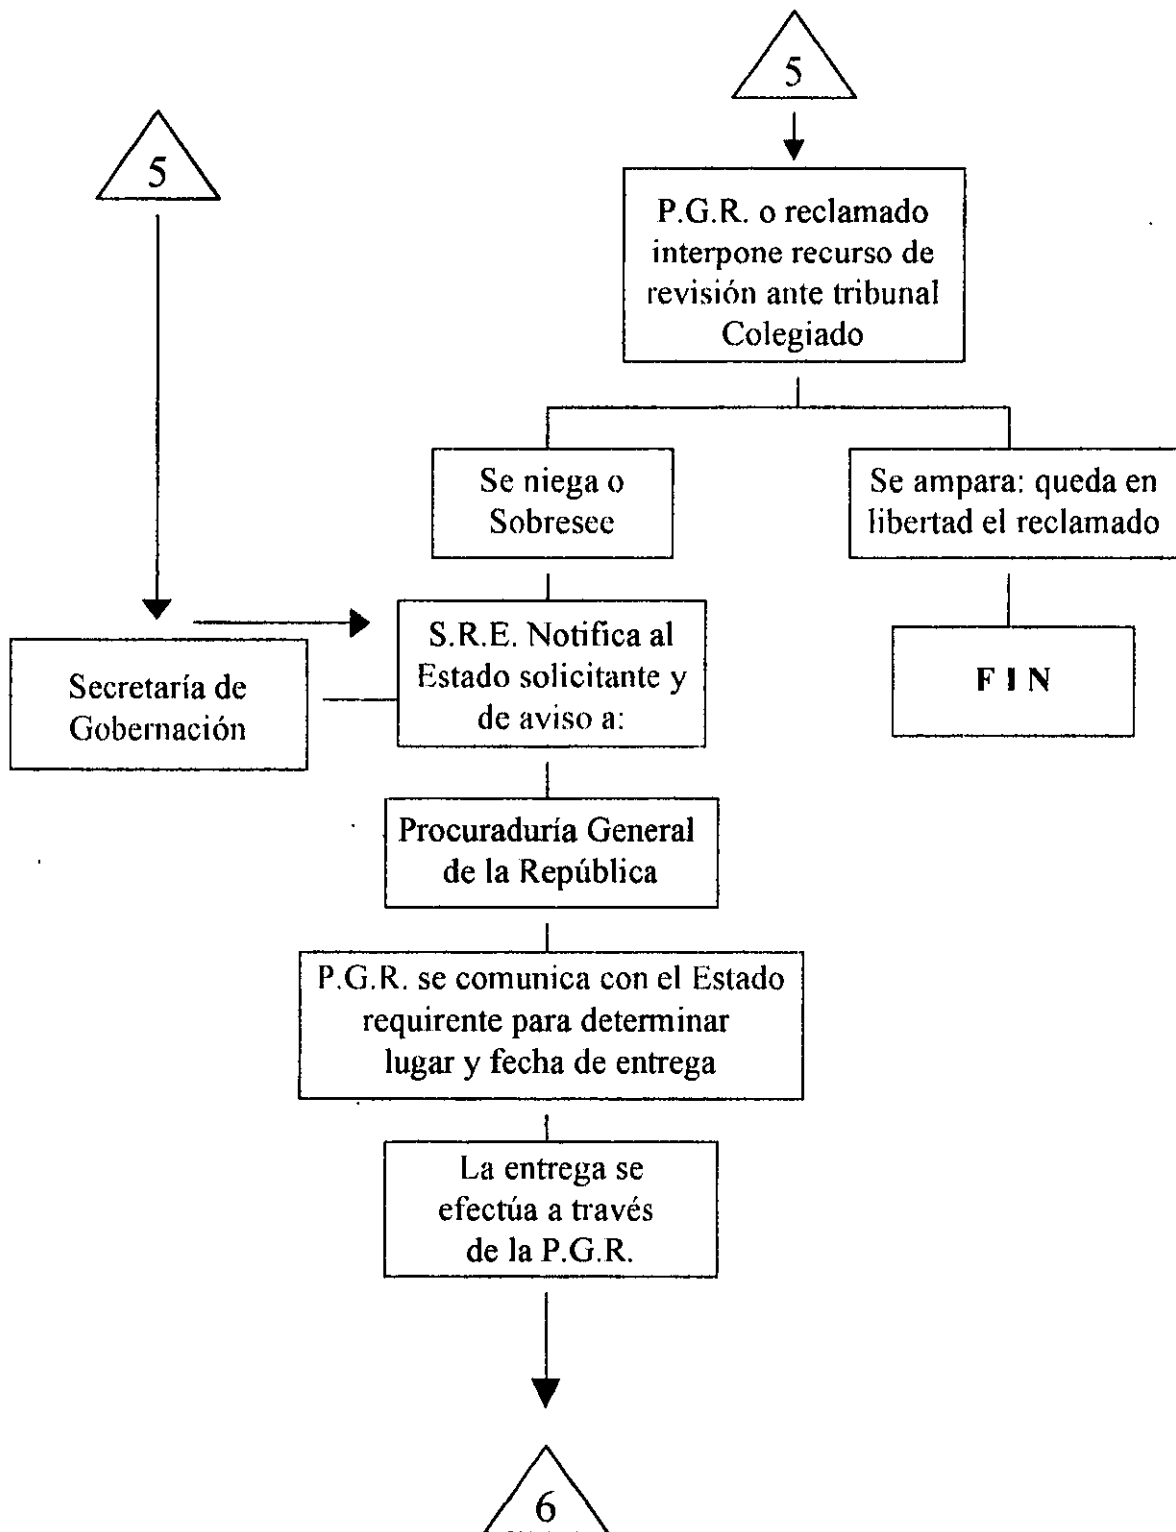 5
5
P.G.R. o reclamado
interpone recurso de
revisión ante tribunal
Colegiado
Se niega o
Sobresee
Se ampara: queda en
libertad el reclamado
S.R.E. Notifica al
Estado solicitante y
de aviso a:
Secretaría de
Gobernación
F I N
Procuraduría General
de la República
P.G.R. se comunica con el Estado
requirente para determinar
lugar y fecha de entrega
La entrega se
efectúa a través
de la P.G.R.
6